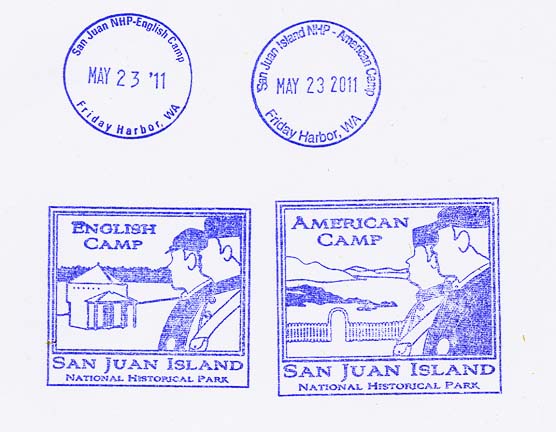 San Juan NHP-English Camp
MAY 23 '11
Friday Harbor, WA
San Juan Island NHP - American Camp
MAY 23 2011
Friday Harbor, WA
ENGLISH
CAMP
SAN JUAN ISLAND
NATIONAL HISTORICAL PARK
AMERICAN
CAMP
SAN JUAN ISLAND
NATIONAL HISTORICAL PARK